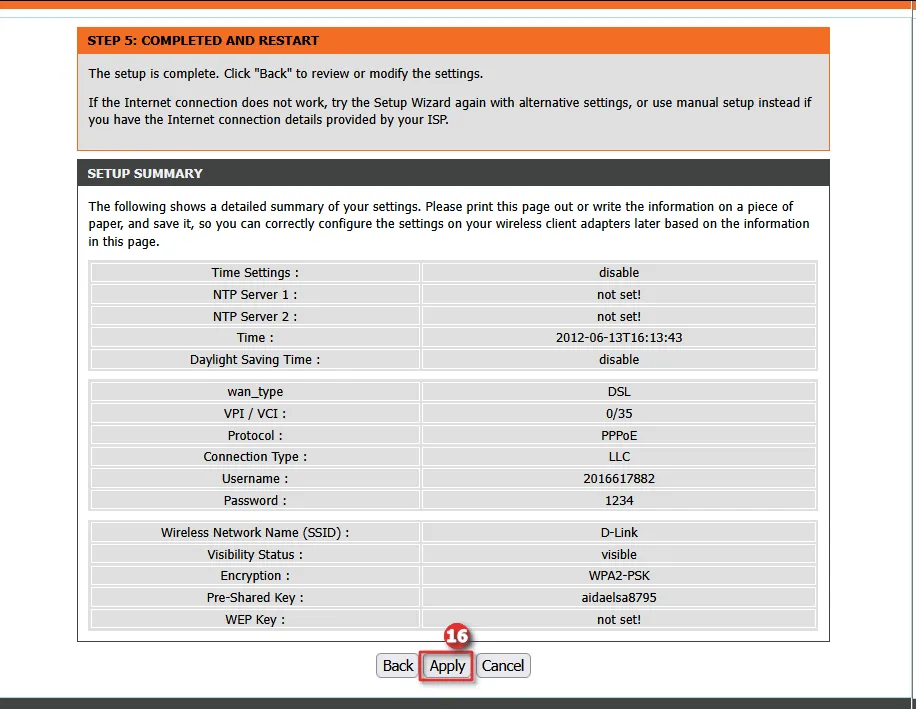 STEP 5: COMPLETED AND RESTART
The setup is complete. Click "Back" to review or modify the settings.
If the Internet connection does not work, try the Setup Wizard again with alternative settings, or use manual setup instead if
you have the Internet connection details provided by your ISP.
SETUP SUMMARY
The following shows a detailed summary of your settings. Please print this page out or write the information on a piece of
paper, and save it, so you can correctly configure the settings on your wireless client adapters later based on the information
in this page.
Time Settings : disable
NTP Server 1 : not set!
NTP Server 2 : not set!
Time : 2012-06-13T16:13:43
Daylight Saving Time : disable
wan_type DSL
VPI / VCI : 0/35
Protocol : PPPoE
Connection Type : LLC
Username : 2016617882
Password : 1234
Wireless Network Name (SSID) : D-Link
Visibility Status : visible
Encryption : WPA2-PSK
Pre-Shared Key : aidaelsa8795
WEP Key : not set!
16
Back Apply Cancel